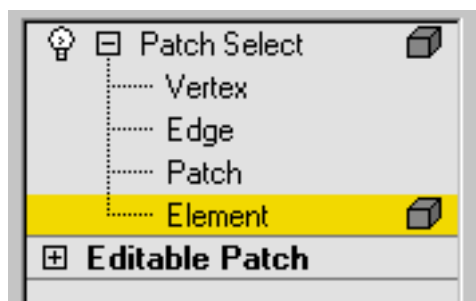 Patch Select
Vertex
Edge
Patch
Element
Editable Patch